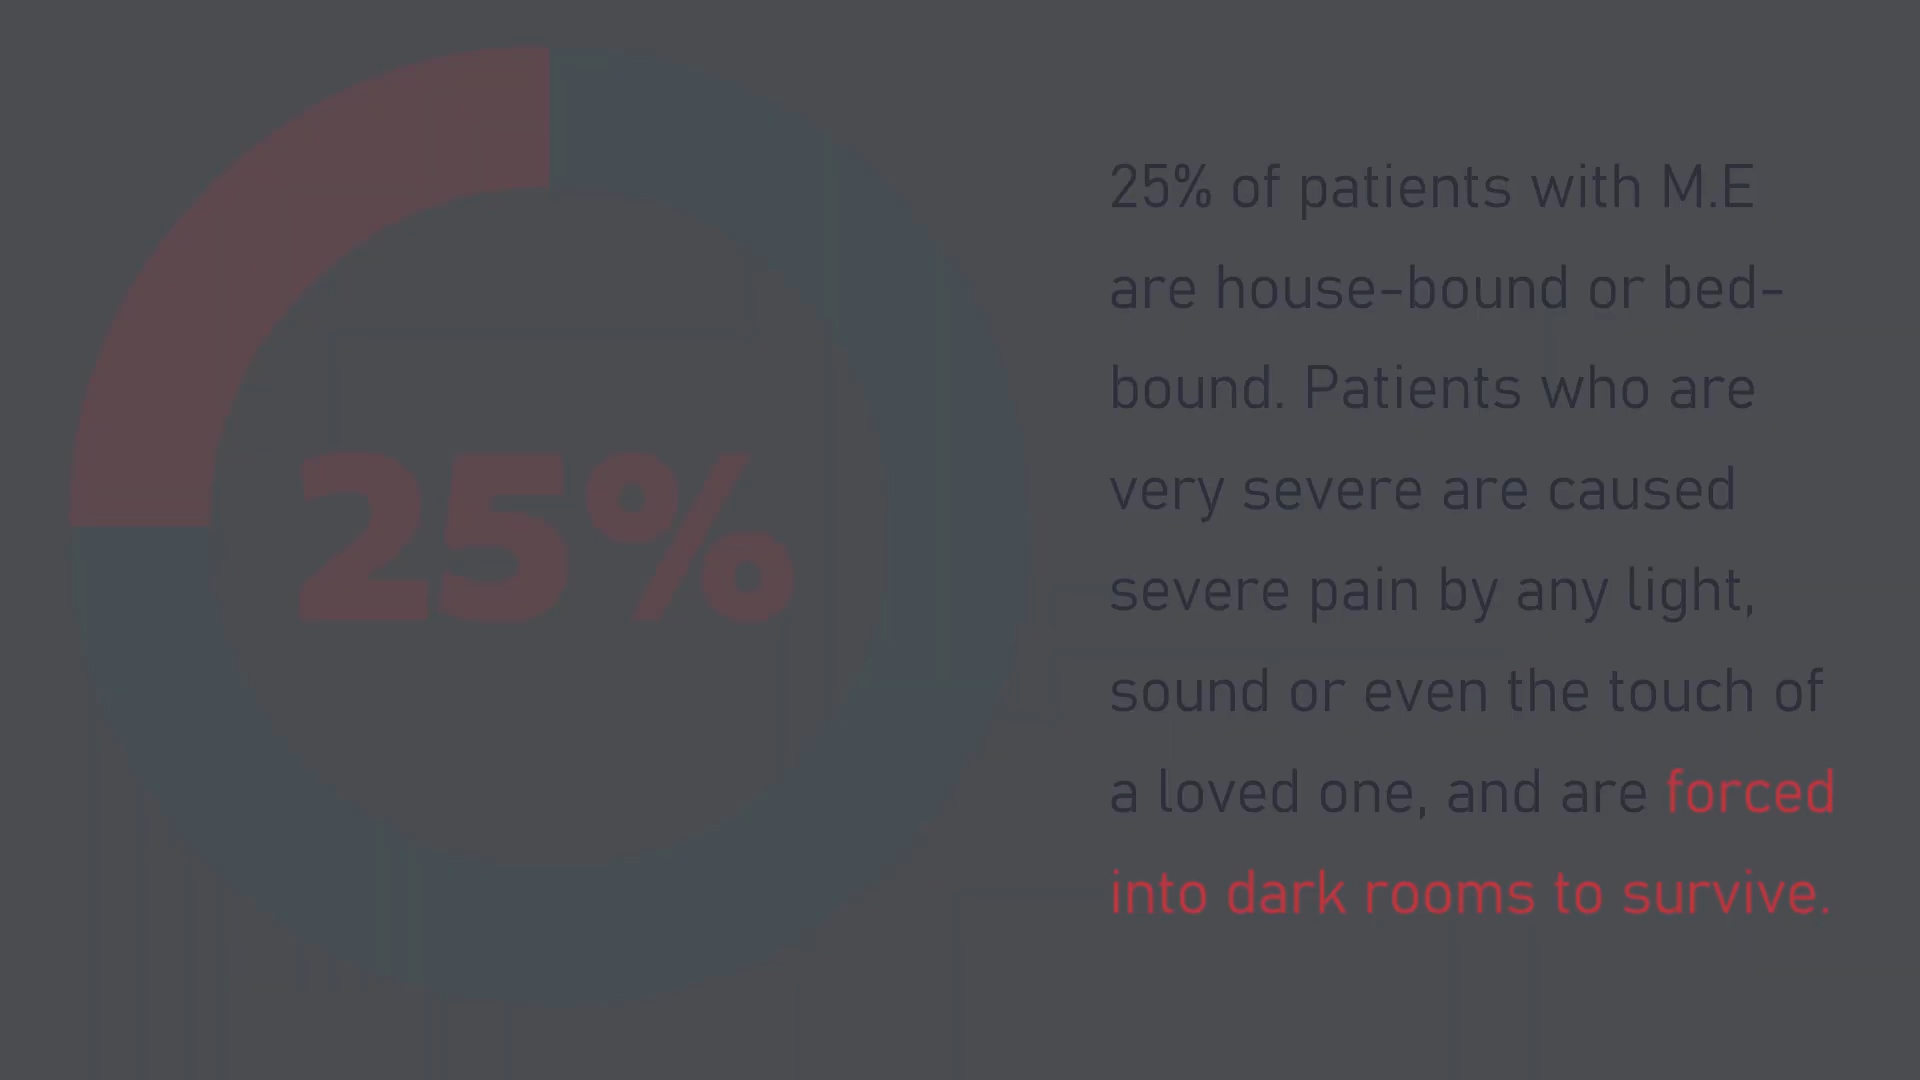 25%
25% of patients with M.E
are house-bound or bed-
bound. Patients who are
very severe are caused
severe pain by any light,
sound or even the touch of
a loved one, and are forced
into dark rooms to survive.